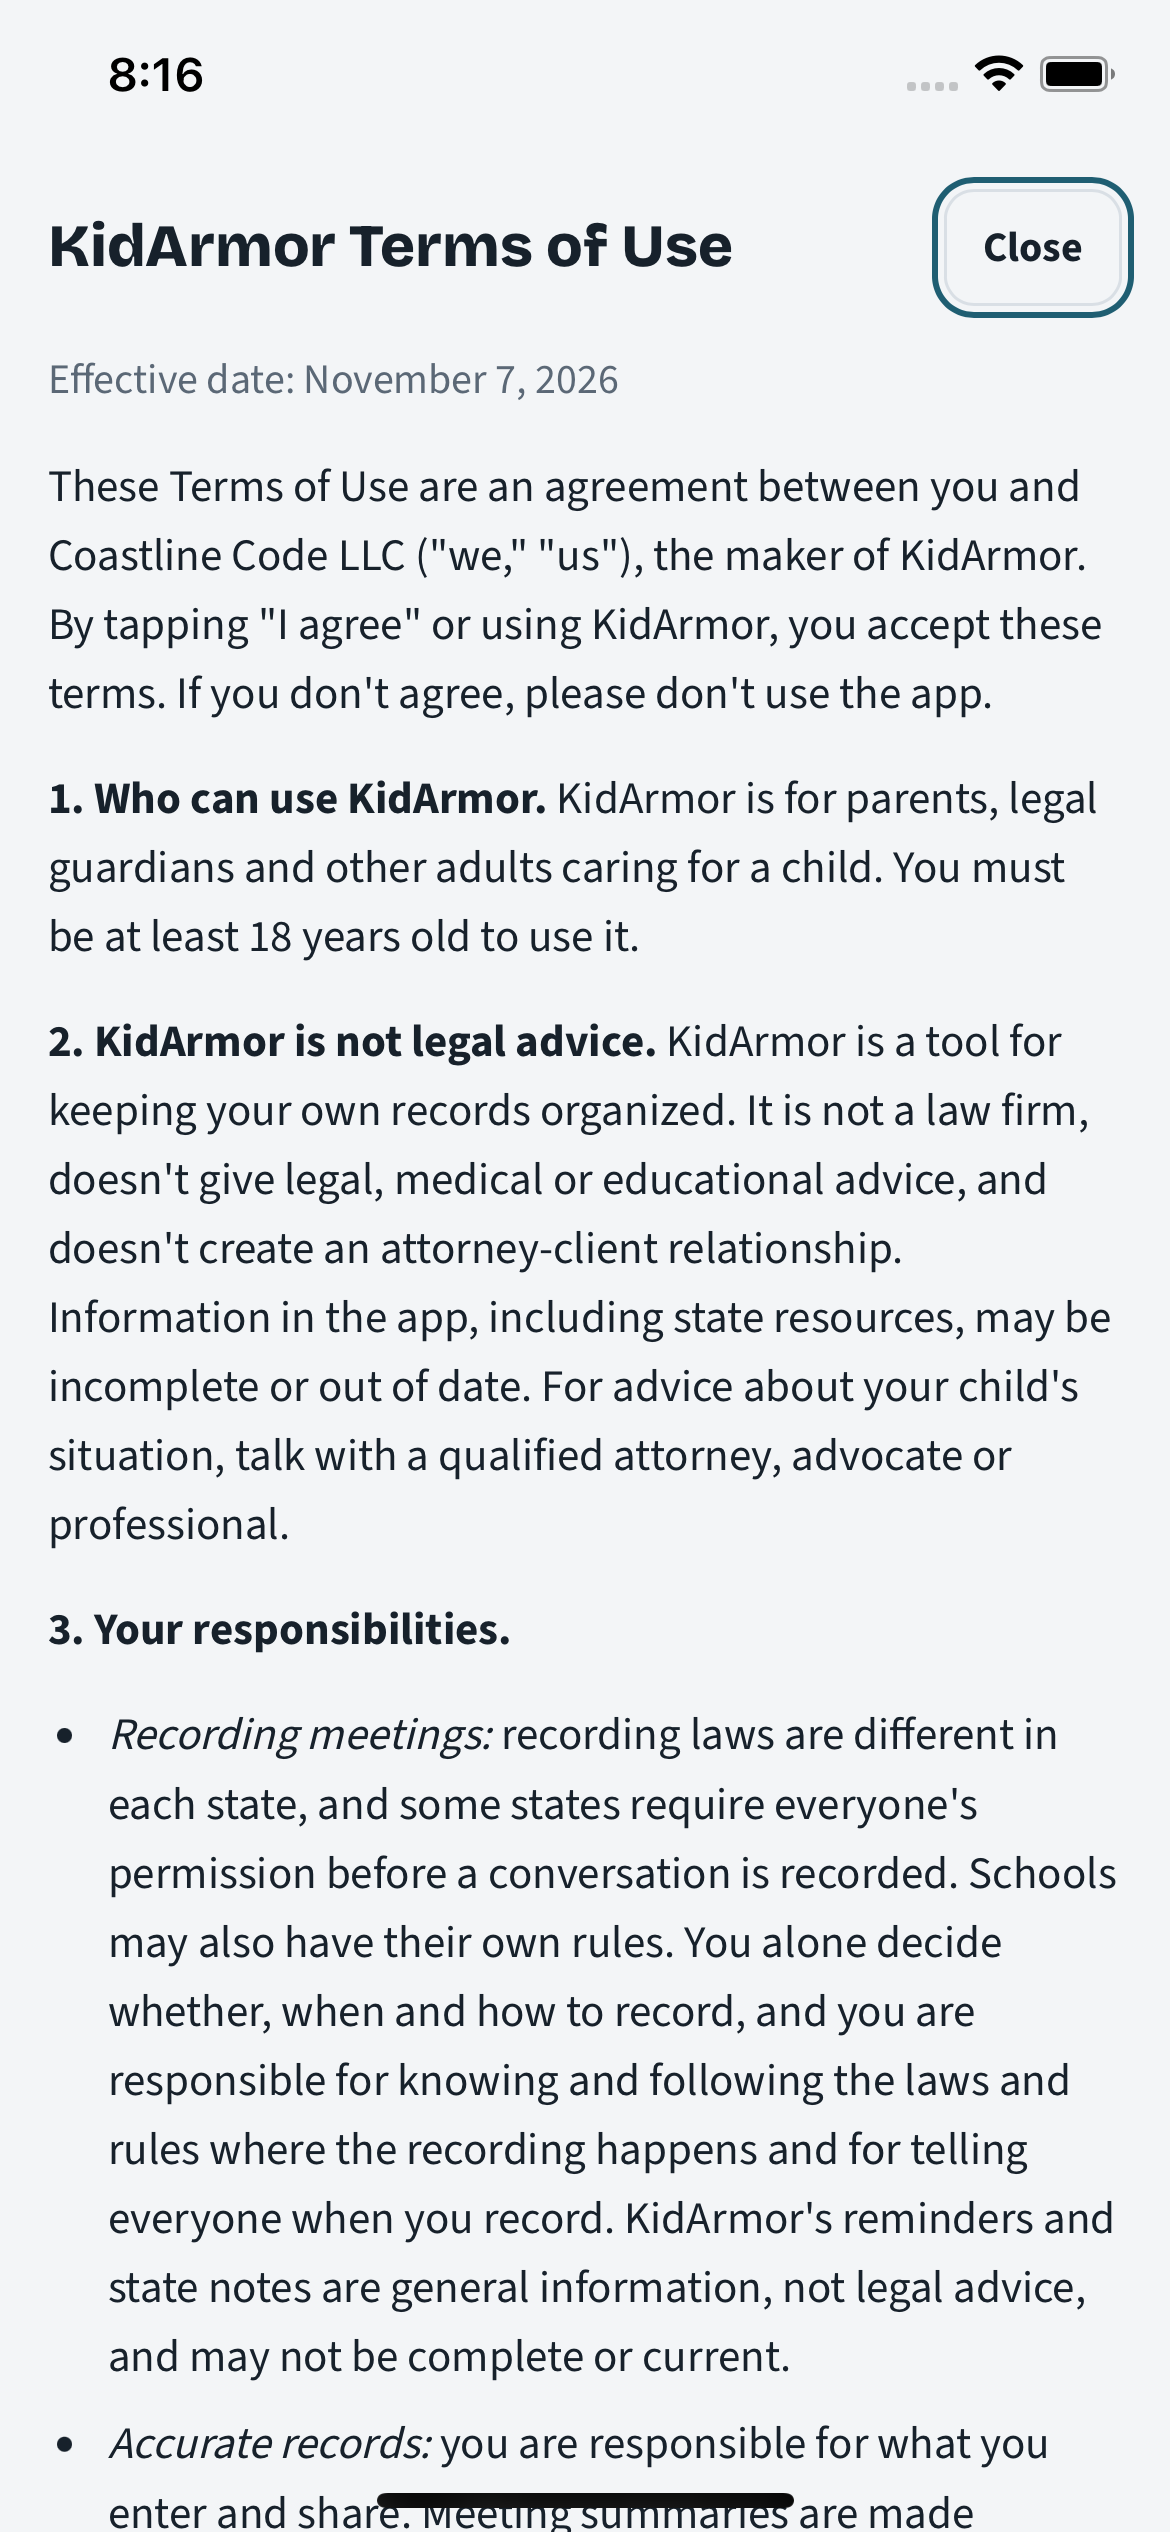 8:16
KidArmor Terms of Use
Close
Effective date: November 7, 2026
These Terms of Use are an agreement between you and
Coastline Code LLC ("we," "us"), the maker of KidArmor.
By tapping "I agree" or using KidArmor, you accept these
terms. If you don't agree, please don't use the app.
1. Who can use KidArmor. KidArmor is for parents, legal
guardians and other adults caring for a child. You must
be at least 18 years old to use it.
2. KidArmor is not legal advice. KidArmor is a tool for
keeping your own records organized. It is not a law firm,
doesn't give legal, medical or educational advice, and
doesn't create an attorney-client relationship.
Information in the app, including state resources, may be
incomplete or out of date. For advice about your child's
situation, talk with a qualified attorney, advocate or
professional.
3. Your responsibilities.
• Recording meetings: recording laws are different in
each state, and some states require everyone's
permission before a conversation is recorded. Schools
may also have their own rules. You alone decide
whether, when and how to record, and you are
responsible for knowing and following the laws and
rules where the recording happens and for telling
everyone when you record. KidArmor's reminders and
state notes are general information, not legal advice,
and may not be complete or current.
• Accurate records: you are responsible for what you
enter and share. Meeting summaries are made